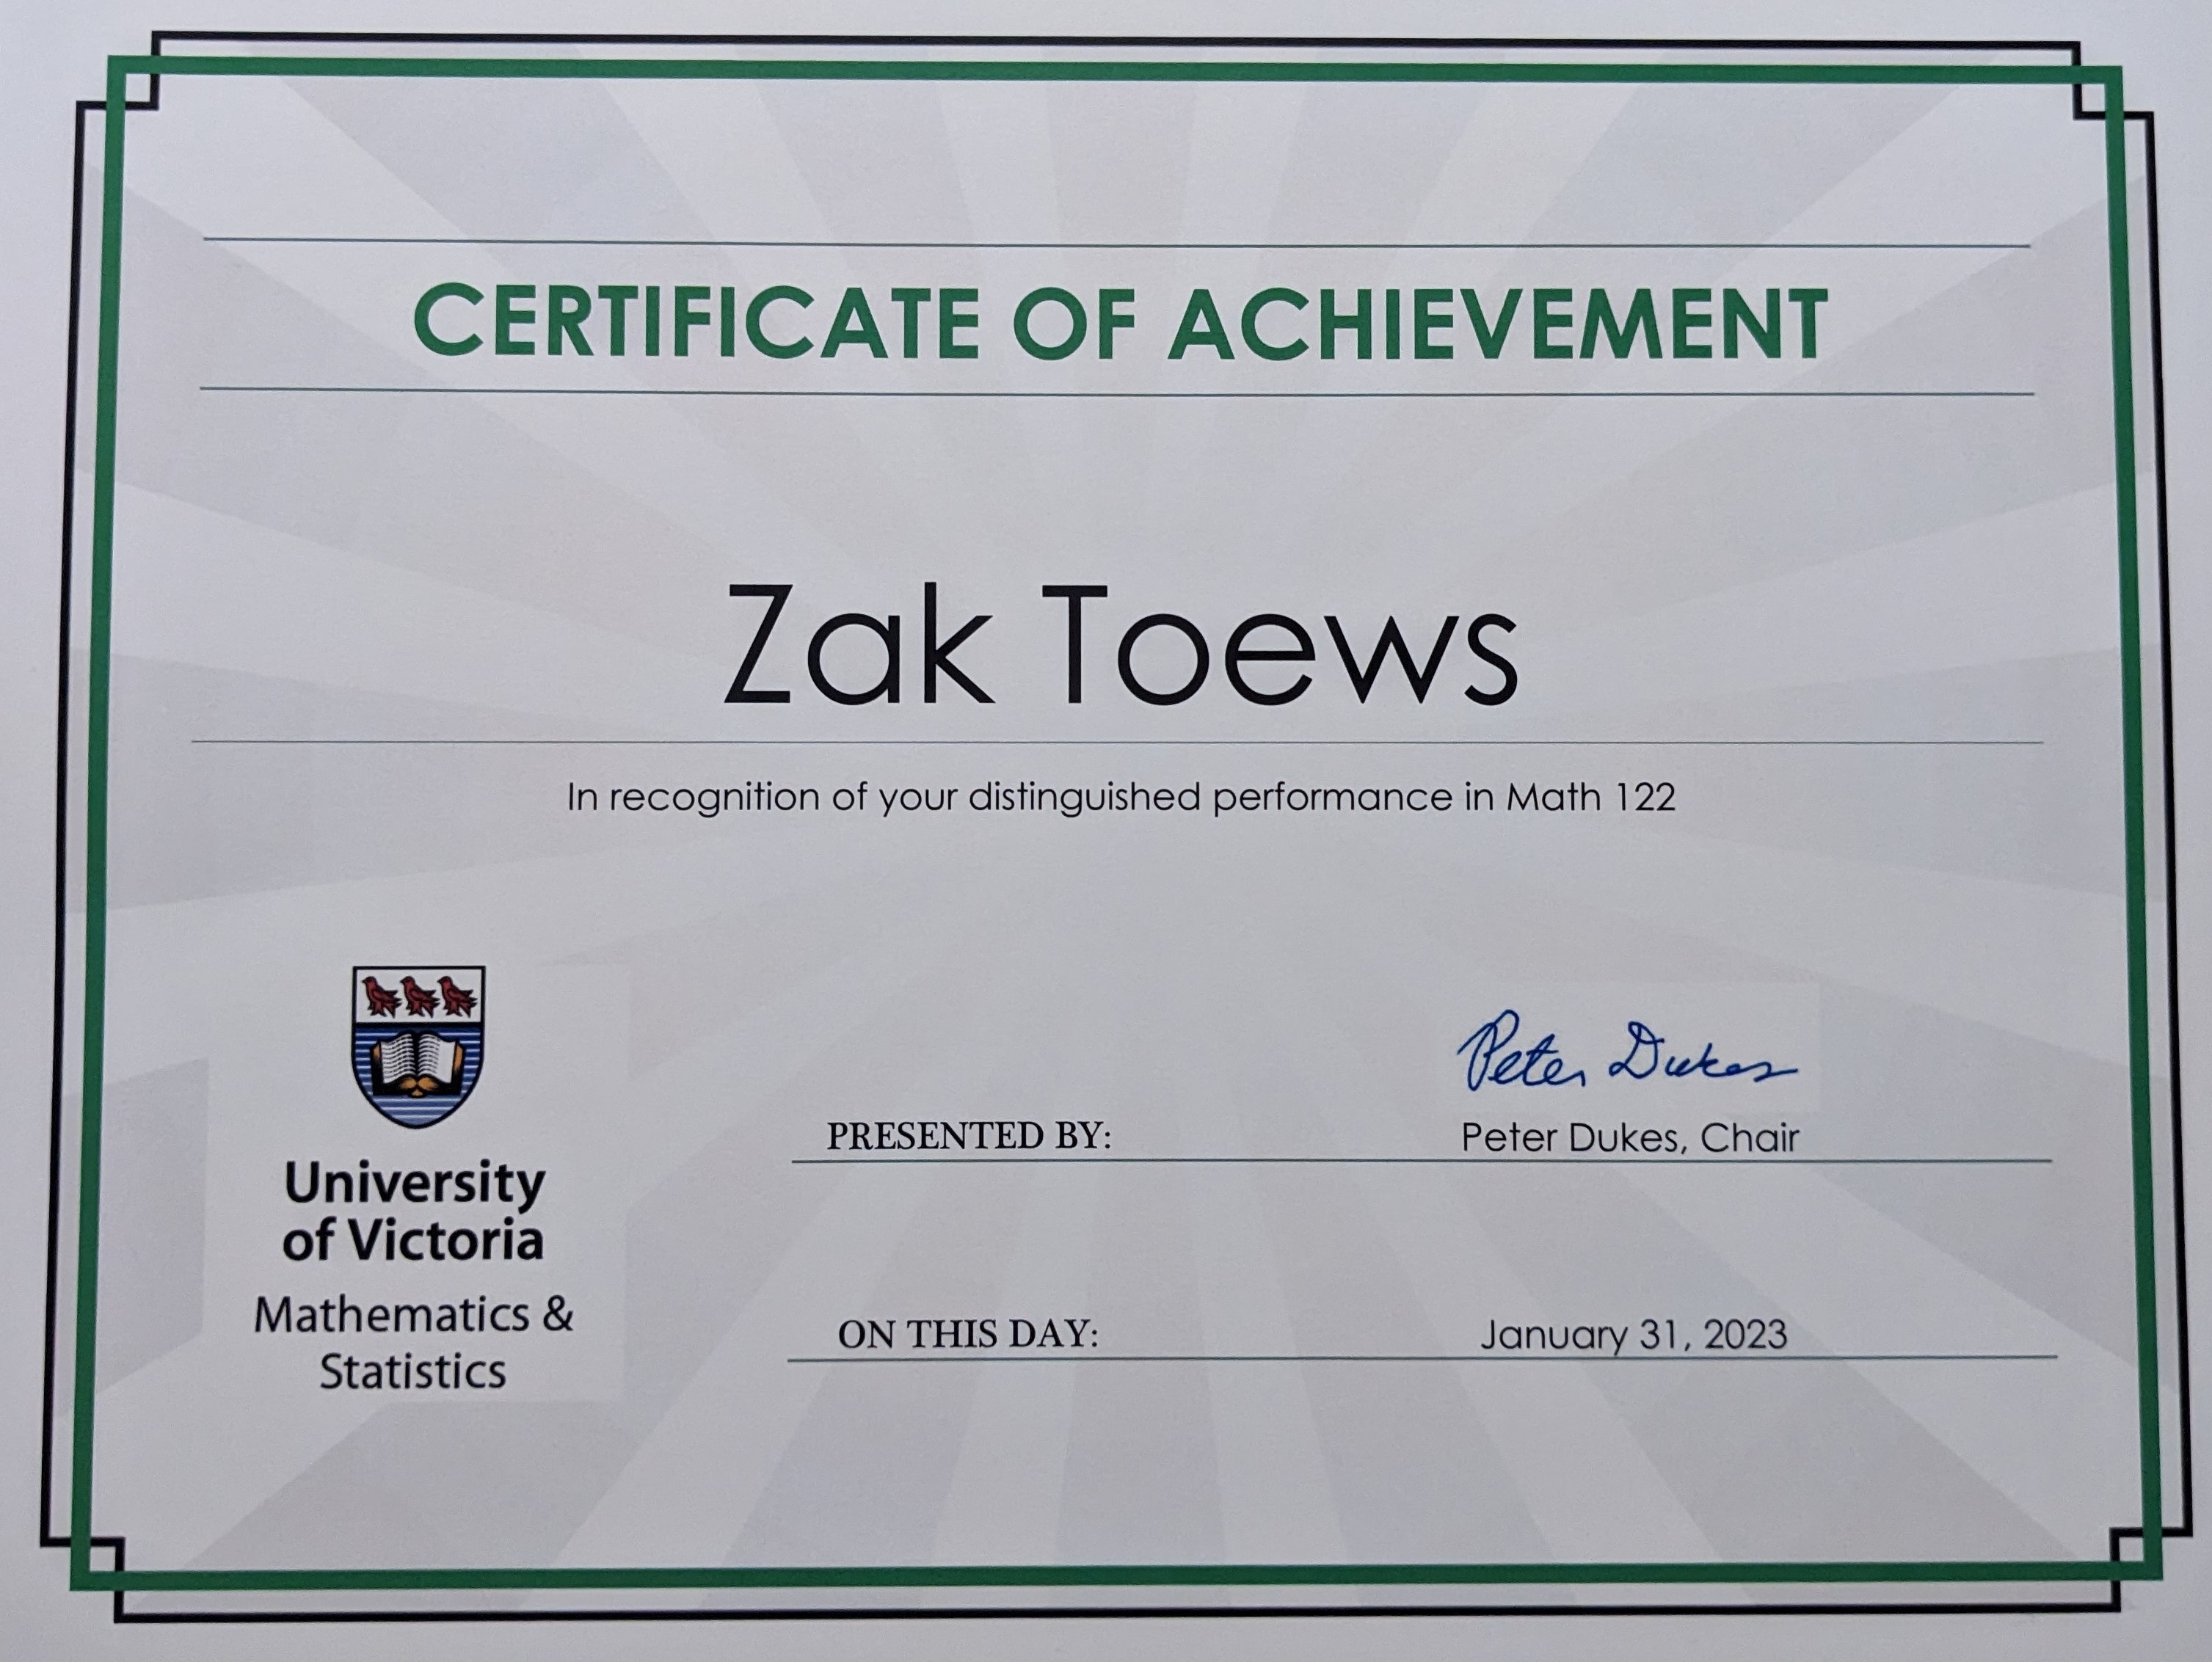 CERTIFICATE OF ACHIEVEMENT
Zak Toews
In recognition of your distinguished performance in Math 122
University
of Victoria
Mathematics &
Statistics
Peter Dukes
PRESENTED BY: Peter Dukes, Chair
ON THIS DAY: January 31, 2023